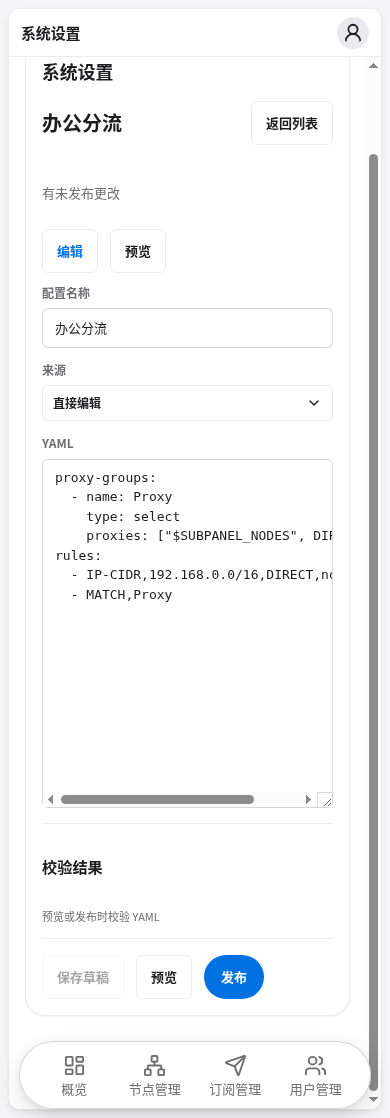 系统设置
系统设置
办公分流
返回列表
有未发布更改
编辑
预览
配置名称
办公分流
来源
直接编辑
YAML
proxy-groups:
  - name: Proxy
    type: select
    proxies: ["$SUBPANEL_NODES", DIR
rules:
  - IP-CIDR,192.168.0.0/16,DIRECT,no
  - MATCH,Proxy
校验结果
预览或发布时校验 YAML
保存草稿
预览
发布
概览
节点管理
订阅管理
用户管理